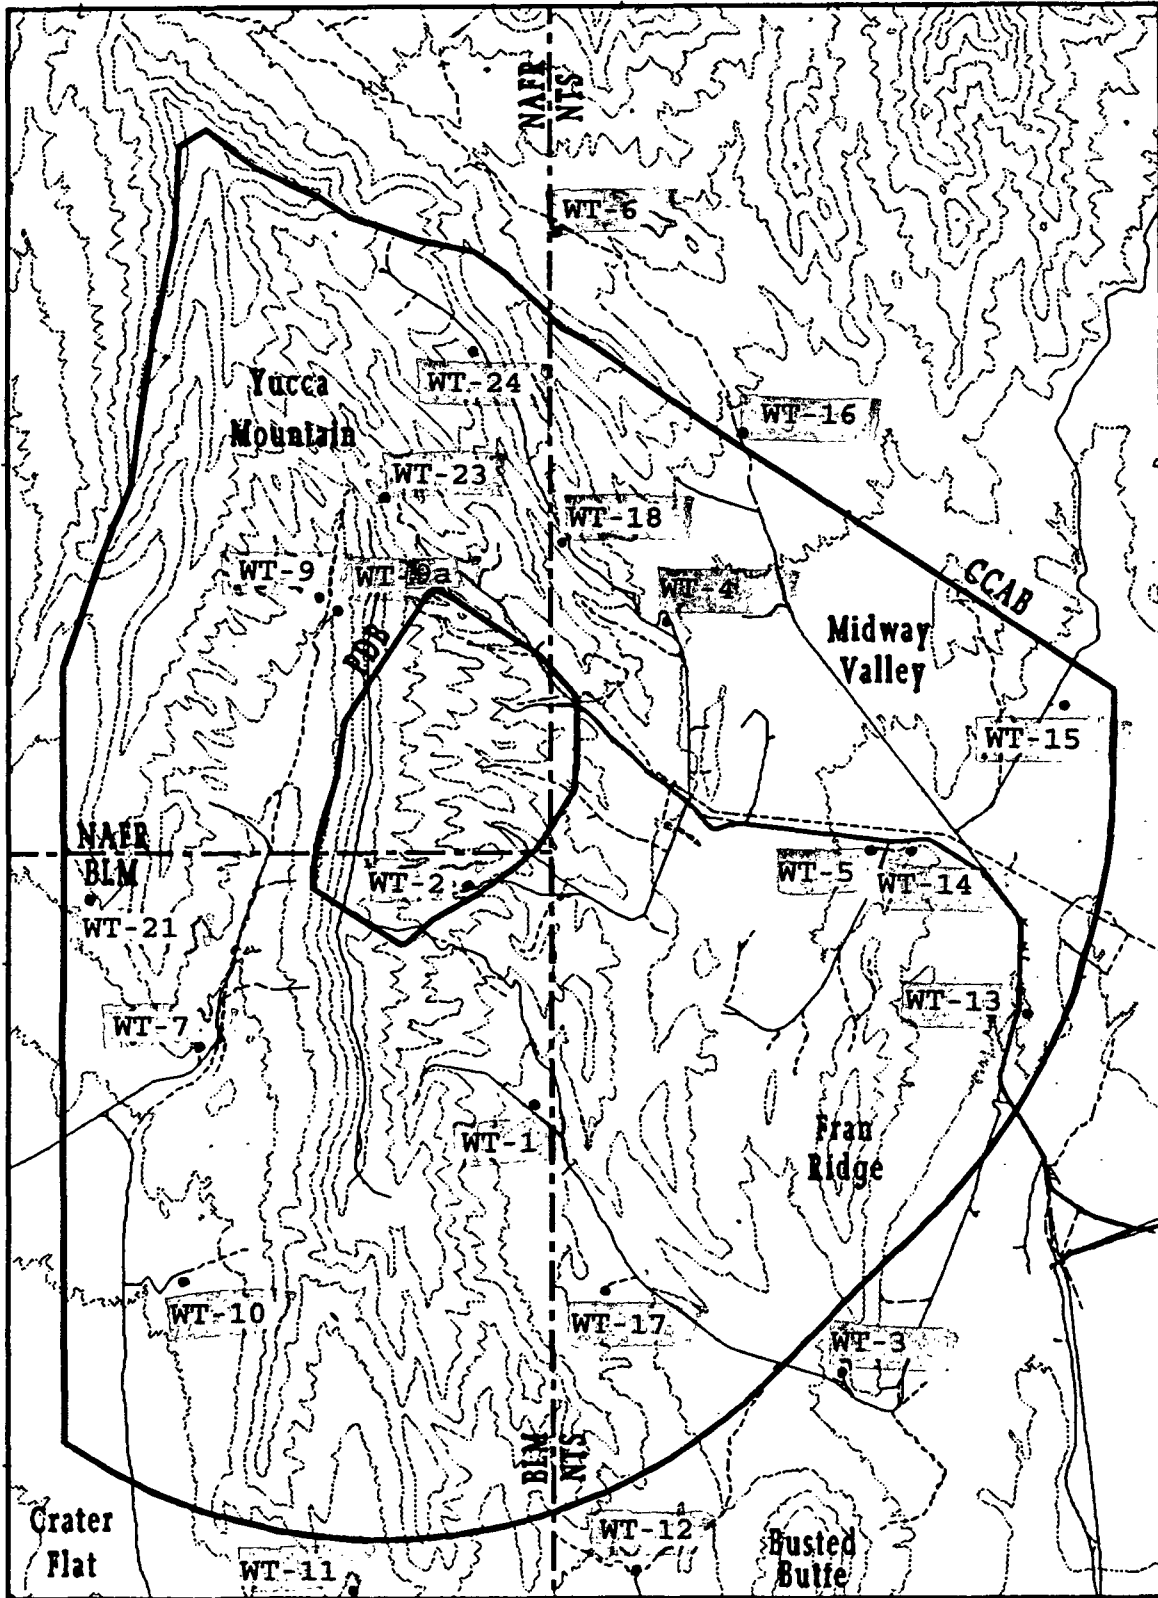 NAFR
NTS
WT-6
WT-24
Yucca
Mountain
WT-16
WT-23
WT-18
WT-9
WT-4
CCAB
PDB
Midway
Valley
WT-15
NAFR
BLM
WT-2
WT-5
WT-14
WT-21
WT-13
WT-7
WT-1
Fran
Ridge
WT-10
WT-17
WT-3
BLM
NTS
Crater
Flat
WT-12
Busted
Butte
WT-11